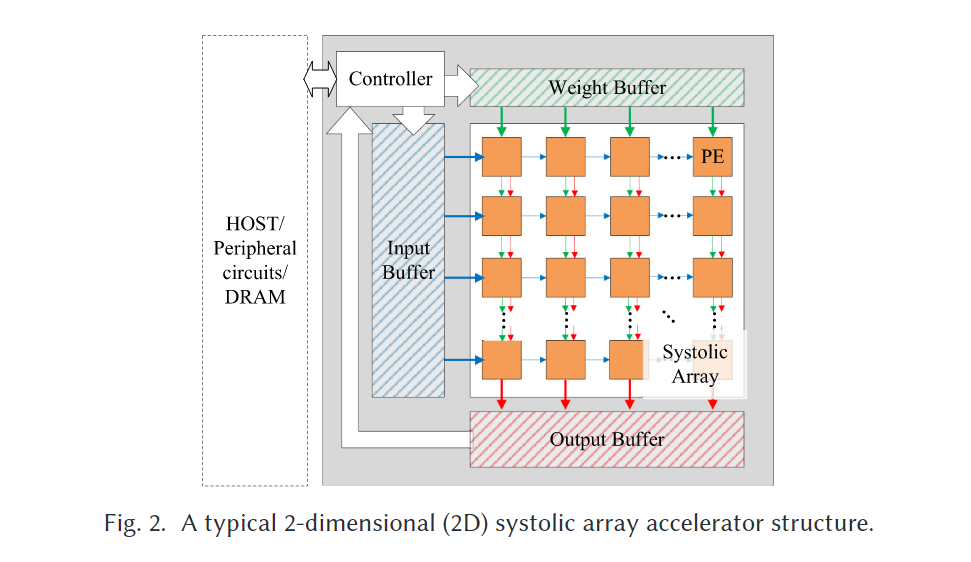 Controller
Weight Buffer
PE
HOST/
Peripheral
circuits/
DRAM
Input
Buffer
Systolic
Array
Output Buffer
Fig. 2. A typical 2-dimensional (2D) systolic array accelerator structure.